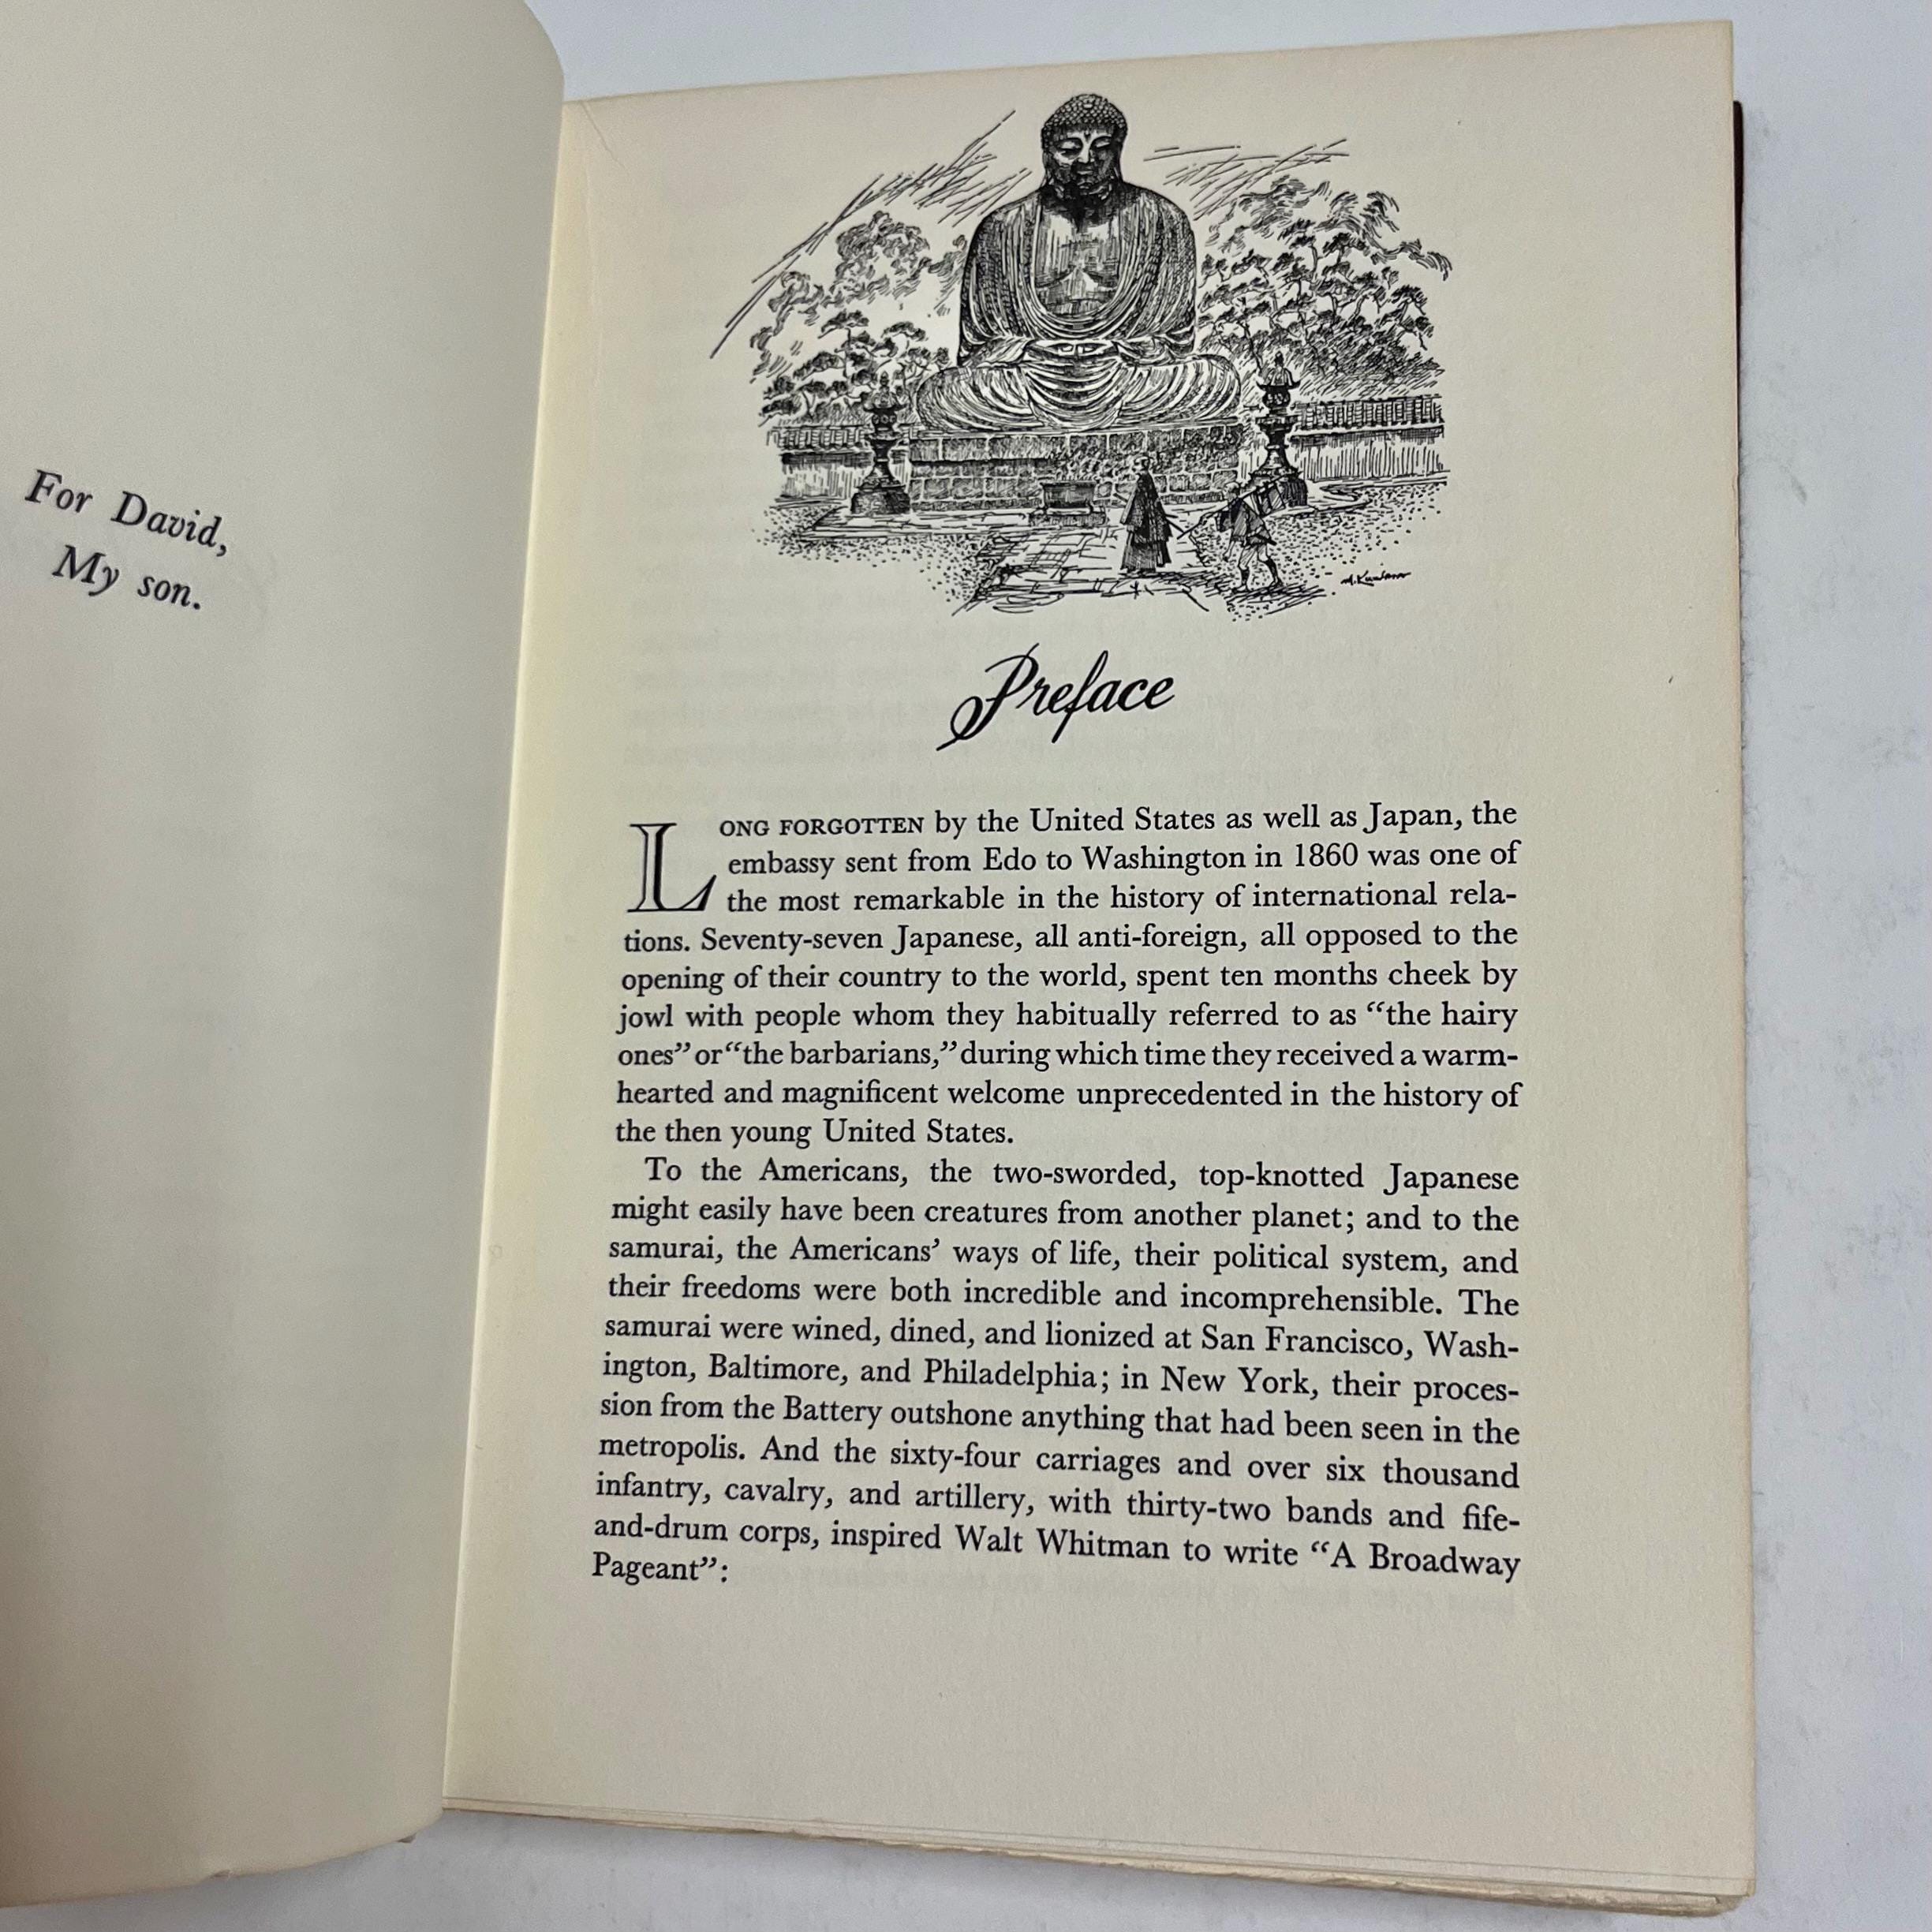 For David,
My son.
Preface
LONG FORGOTTEN by the United States as well as Japan, the
embassy sent from Edo to Washington in 1860 was one of
the most remarkable in the history of international rela-
tions. Seventy-seven Japanese, all anti-foreign, all opposed to the
opening of their country to the world, spent ten months cheek by
jowl with people whom they habitually referred to as “the hairy
ones” or “the barbarians,” during which time they received a warm-
hearted and magnificent welcome unprecedented in the history of
the then young United States.
To the Americans, the two-sworded, top-knotted Japanese
might easily have been creatures from another planet; and to the
samurai, the Americans’ ways of life, their political system, and
their freedoms were both incredible and incomprehensible. The
samurai were wined, dined, and lionized at San Francisco, Wash-
ington, Baltimore, and Philadelphia; in New York, their proces-
sion from the Battery outshone anything that had been seen in the
metropolis. And the sixty-four carriages and over six thousand
infantry, cavalry, and artillery, with thirty-two bands and fife-
and-drum corps, inspired Walt Whitman to write “A Broadway
Pageant”: